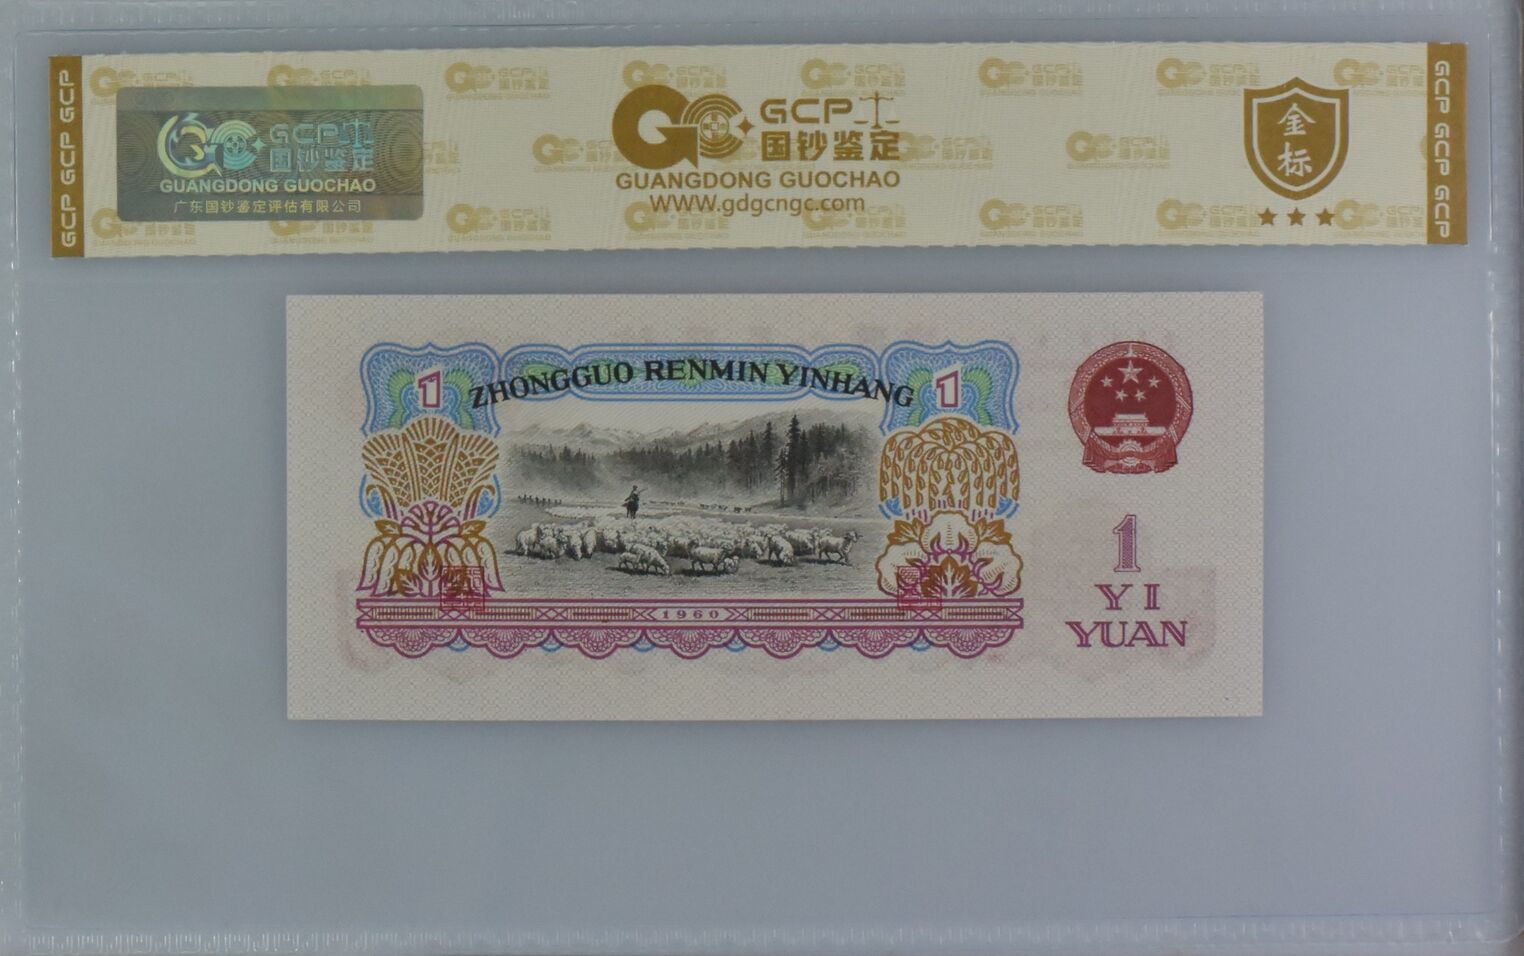 GCP GCP GCP
GCP 国钞鉴定
GUANGDONG GUOCHAO
广东国钞鉴定评估有限公司
GCP
国钞鉴定
GUANGDONG GUOCHAO
WWW.gdgcngc.com
金标
GCP GCP GCP
1
ZHONGGUO RENMIN YINHANG
1
1960
1
YI
YUAN